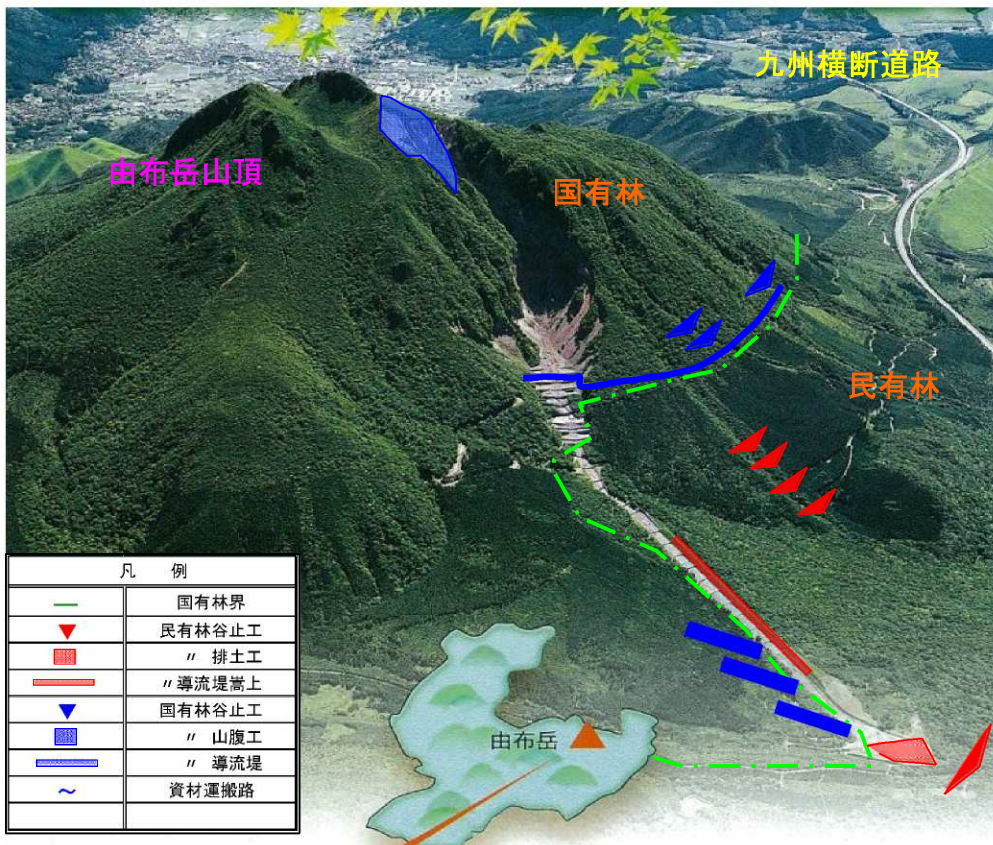 九州横断道路
由布岳山頂
国有林
民有林
凡 例
国有林界
民有林谷止工
〃 排土工
〃導流堤嵩上
国有林谷止工
〃 山腹工
〃 導流堤
資材運搬路
由布岳